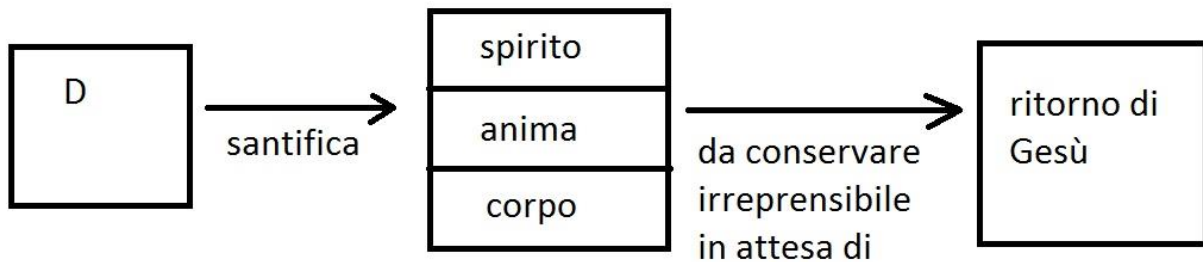 D
santifica
spirito
anima
corpo
da conservare
irreprensibile
in attesa di
ritorno di
Gesù